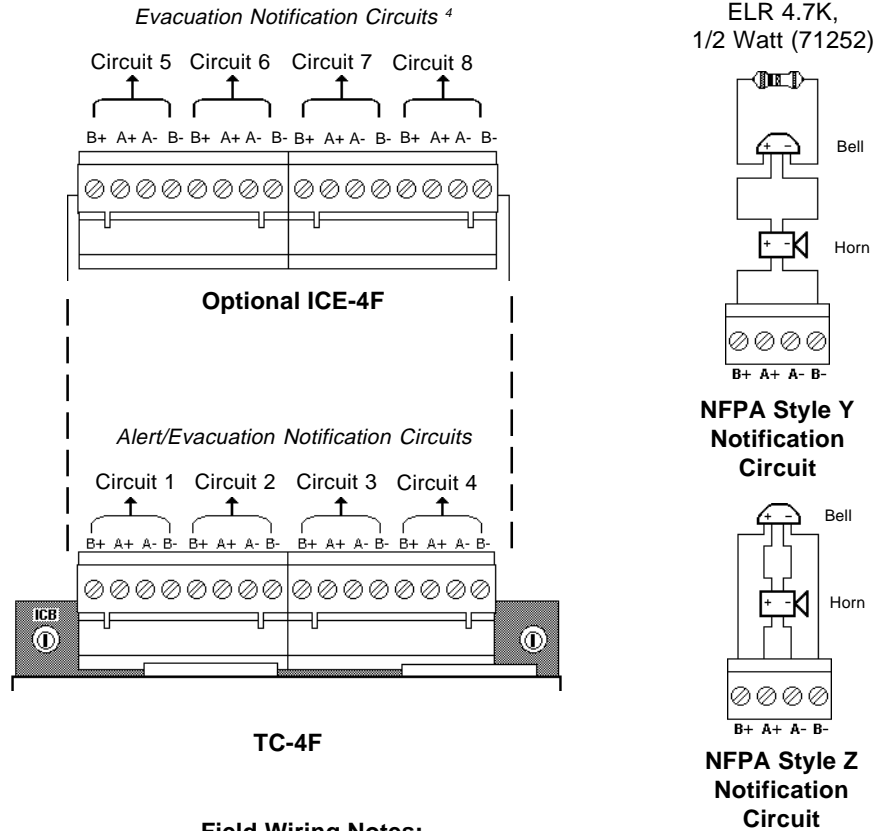 Evacuation Notification Circuits 4
Circuit 5 Circuit 6 Circuit 7 Circuit 8
B+ A+ A- B- B+ A+ A- B- B+ A+ A- B- B+ A+ A- B-
Optional ICE-4F
Alert/Evacuation Notification Circuits
Circuit 1 Circuit 2 Circuit 3 Circuit 4
B+ A+ A- B- B+ A+ A- B- B+ A+ A- B- B+ A+ A- B-
ICB
TC-4F
Field Wiring Notes:
ELR 4.7K,
1/2 Watt (71252)
+ -
Bell
+ -
Horn
B+ A+ A- B-
NFPA Style Y
Notification
Circuit
+ -
Bell
+ -
Horn
B+ A+ A- B-
NFPA Style Z
Notification
Circuit